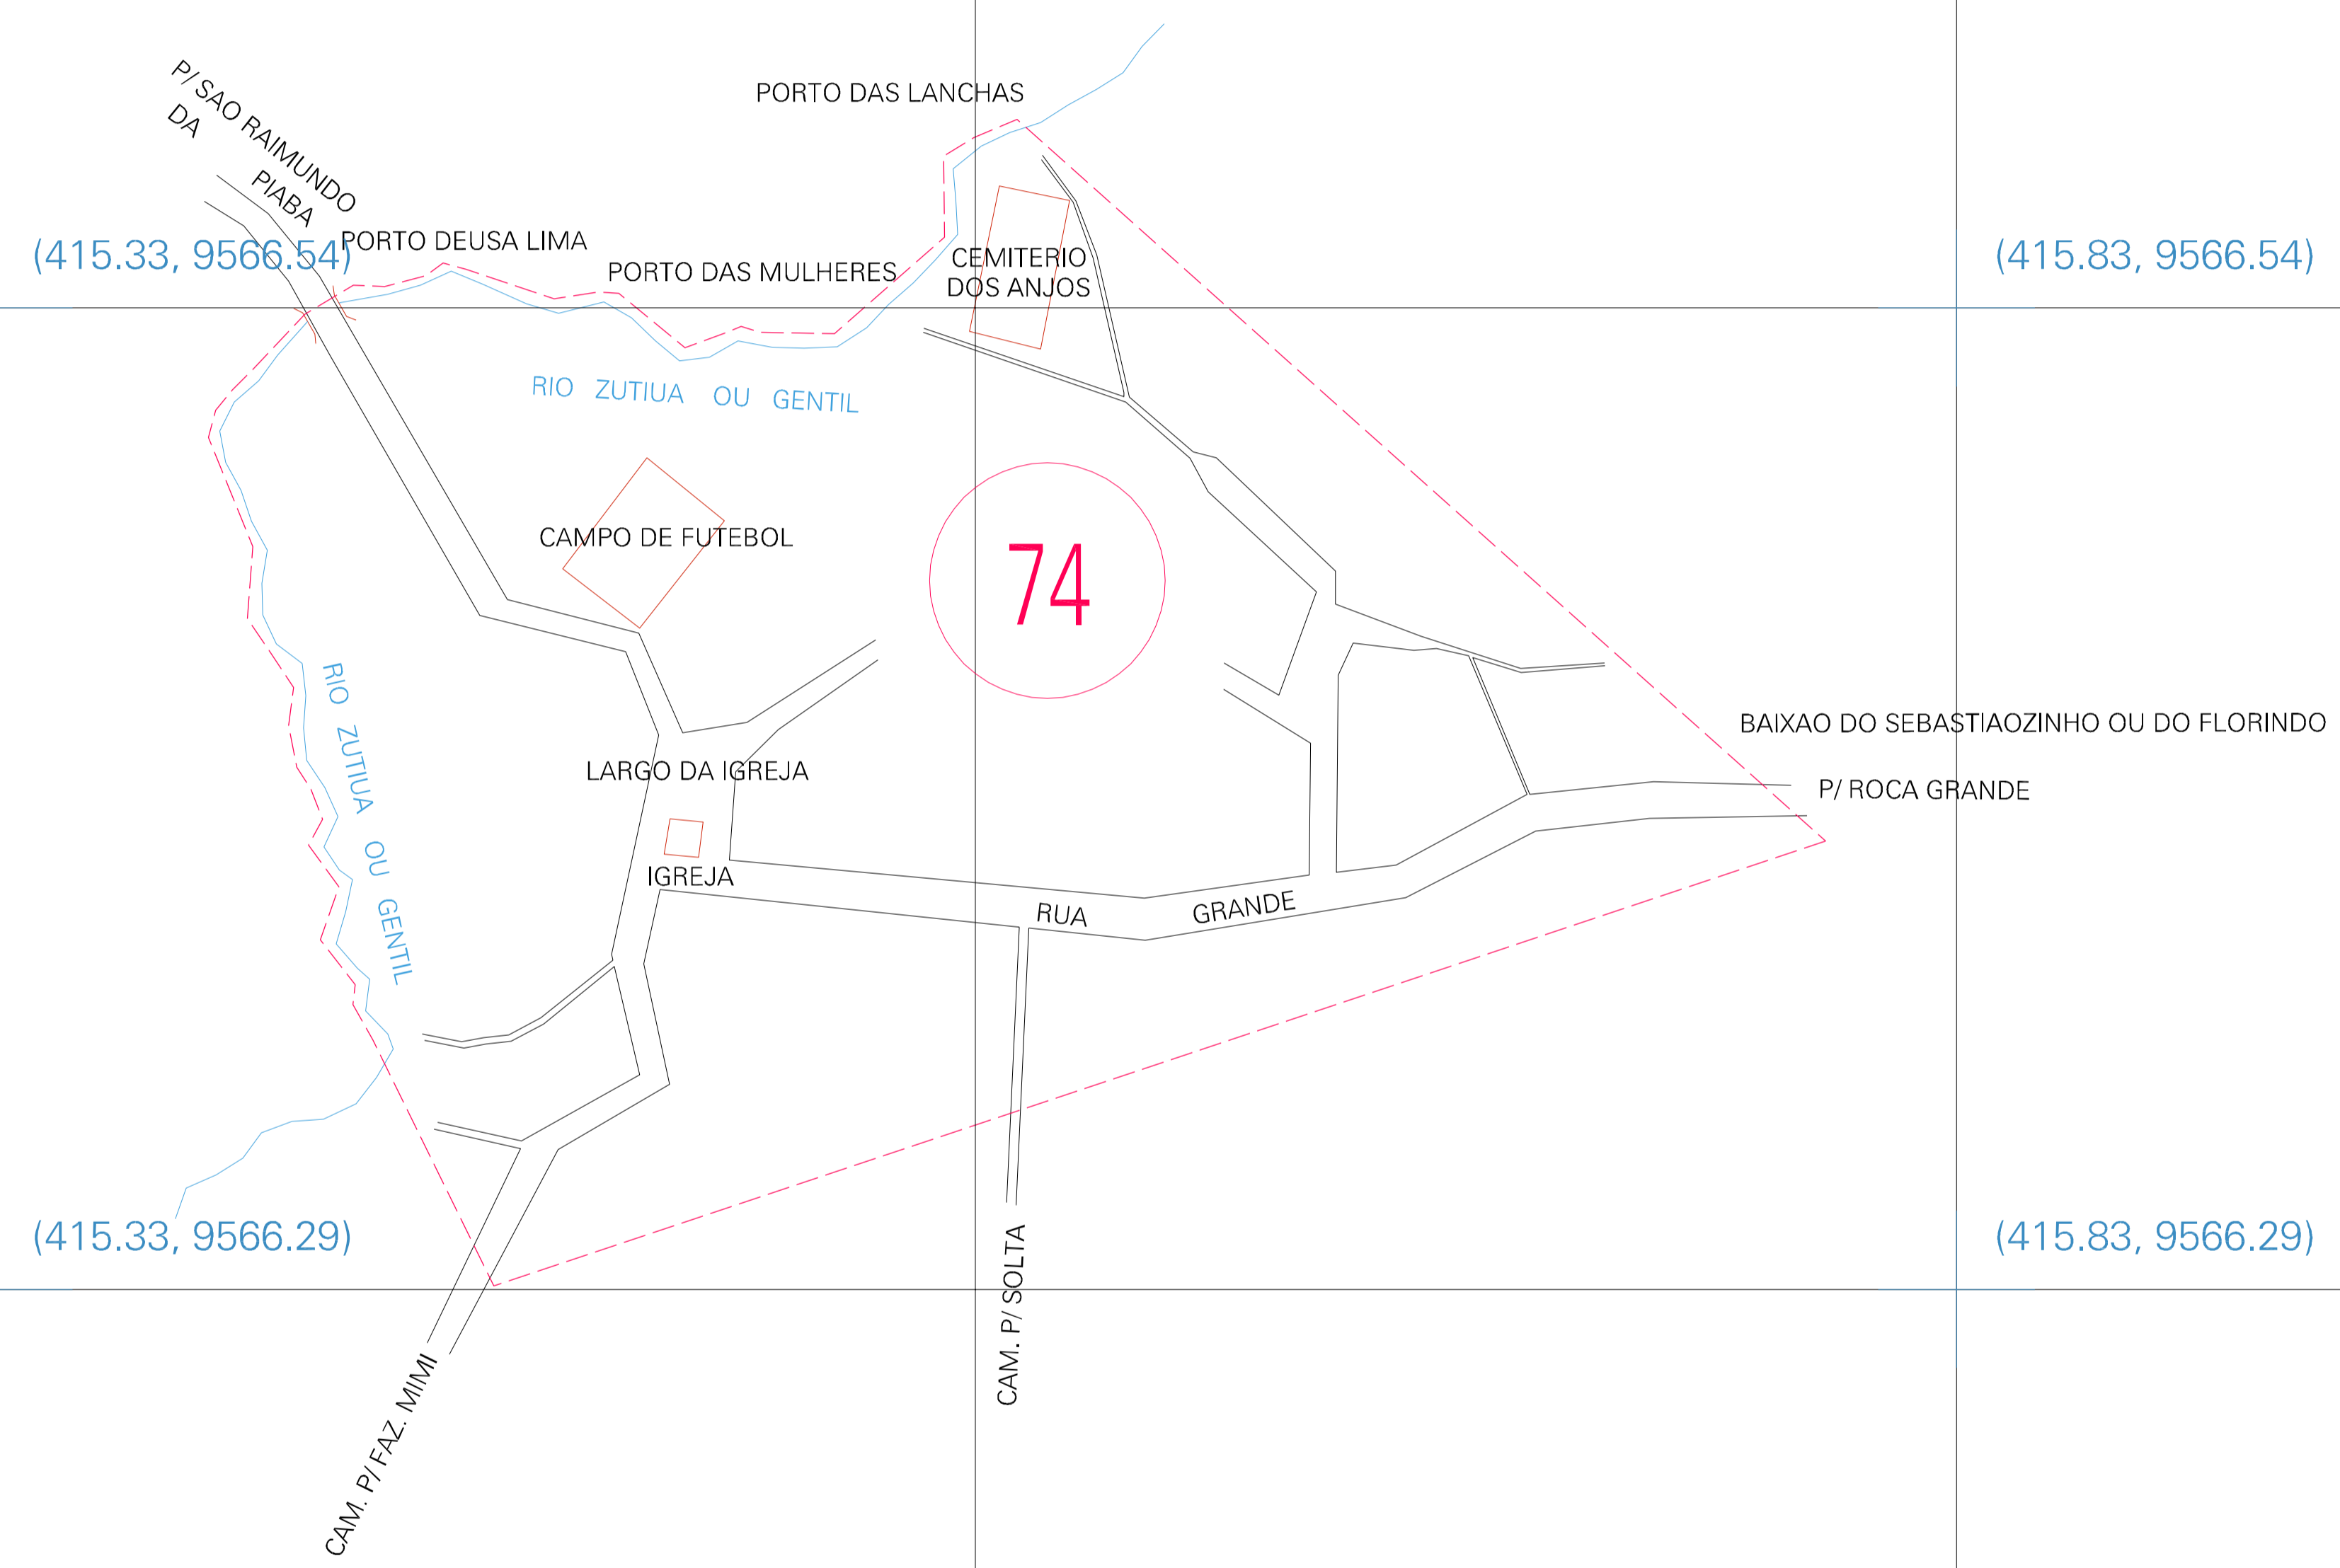 PORTO DAS LANCHAS
P/ SAO RAIMUNDO
DA PIABA
(415.33, 9566.54)
PORTO DEUSA LIMA
PORTO DAS MULHERES
CEMITERIO
DOS ANJOS
(415.83, 9566.54)
RIO ZUTIUA OU GENTIL
CAMPO DE FUTEBOL
74
RIO ZUTIUA OU GENTIL
BAIXAO DO SEBASTIAOZINHO OU DO FLORINDO
LARGO DA IGREJA
P/ ROCA GRANDE
IGREJA
RUA GRANDE
(415.33, 9566.29)
(415.83, 9566.29)
CAM. P/ SOLTA
CAM. P/ FAZ. MIMI